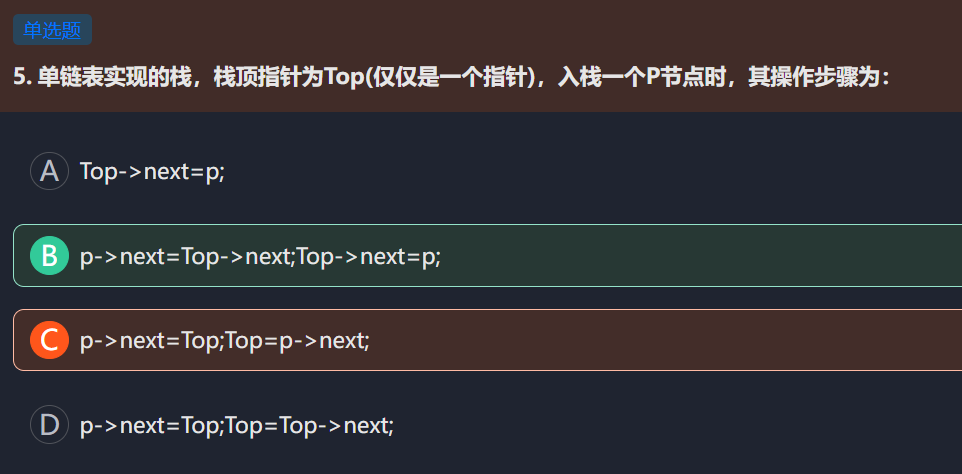 单选题
5. 单链表实现的栈，栈顶指针为Top(仅仅是一个指针)，入栈一个P节点时，其操作步骤为：
A Top->next=p;
B p->next=Top->next;Top->next=p;
C p->next=Top;Top=p->next;
D p->next=Top;Top=Top->next;